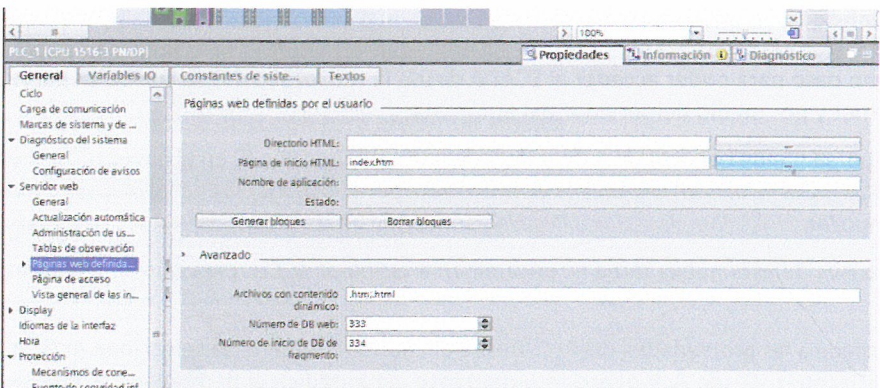 100%
PLC_1 [CPU 1516-3 PN/DP]
Propiedades
Información
Diagnóstico
General
Variables IO
Constantes de siste...
Textos
Ciclo
Carga de comunicación
Marcas de sistema y de ...
Diagnóstico del sistema
General
Configuración de avisos
Servidor web
General
Actualización automática
Administración de us...
Tablas de observación
Páginas web definida...
Página de acceso
Vista general de las in...
Display
Idiomas de la interfaz
Hora
Protección
Mecanismos de cone...
Páginas web definidas por el usuario
Directorio HTML:
...
Página de inicio HTML: index.htm
...
Nombre de aplicación:
Estado:
Generar bloques
Borrar bloques
Avanzado
Archivos con contenido dinámico: .htm;.html
Número de DB web: 333
Número de inicio de DB de fragmento: 334